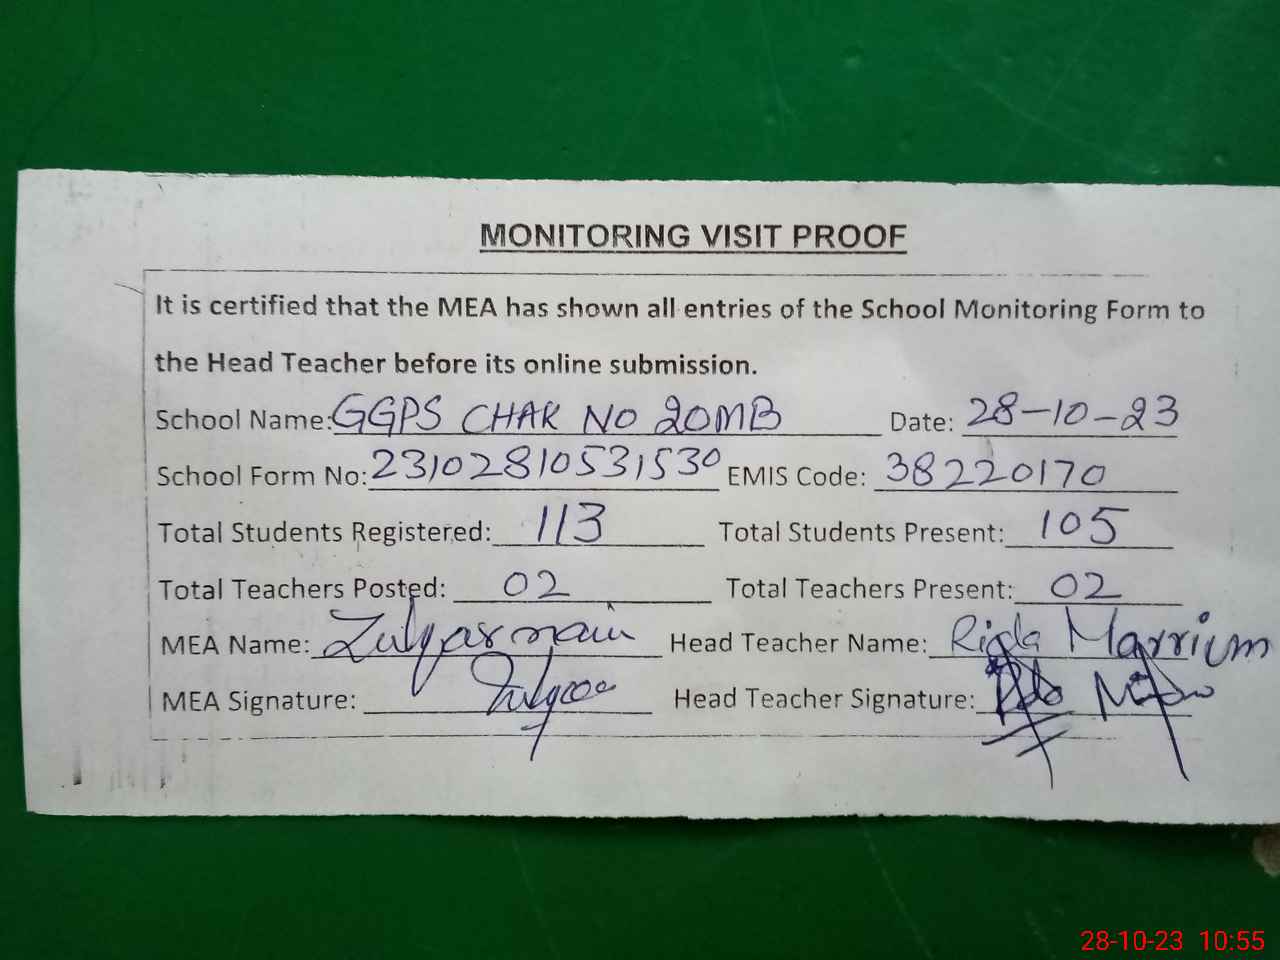 MONITORING VISIT PROOF
It is certified that the MEA has shown all entries of the School Monitoring Form to
the Head Teacher before its online submission.
School Name: GGPS CHAK NO 20MB Date: 28-10-23
School Form No: 23102810531530 EMIS Code: 38220170
Total Students Registered: 113 Total Students Present: 105
Total Teachers Posted: 02 Total Teachers Present: 02
MEA Name: Zulqarnain Head Teacher Name: Marrium
MEA Signature: Head Teacher Signature:
28-10-23 10:55